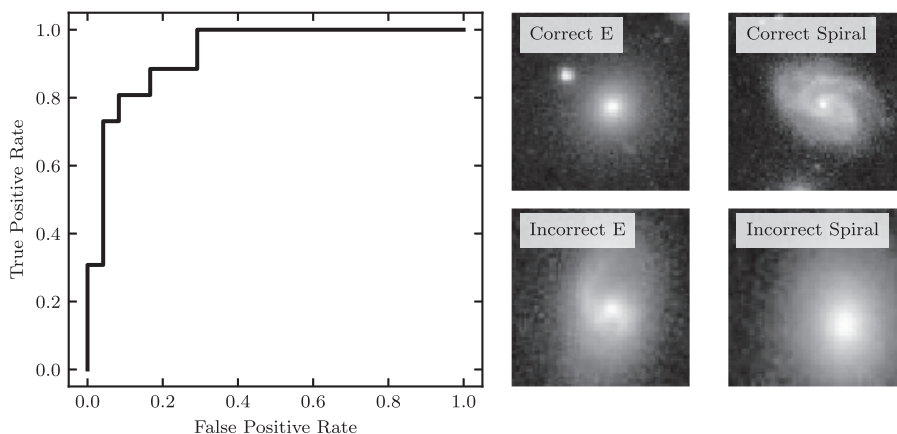 1.0
0.8
0.6
0.4
0.2
0.0
True Positive Rate
0.0 0.2 0.4 0.6 0.8 1.0
False Positive Rate
Correct E
Correct Spiral
Incorrect E
Incorrect Spiral